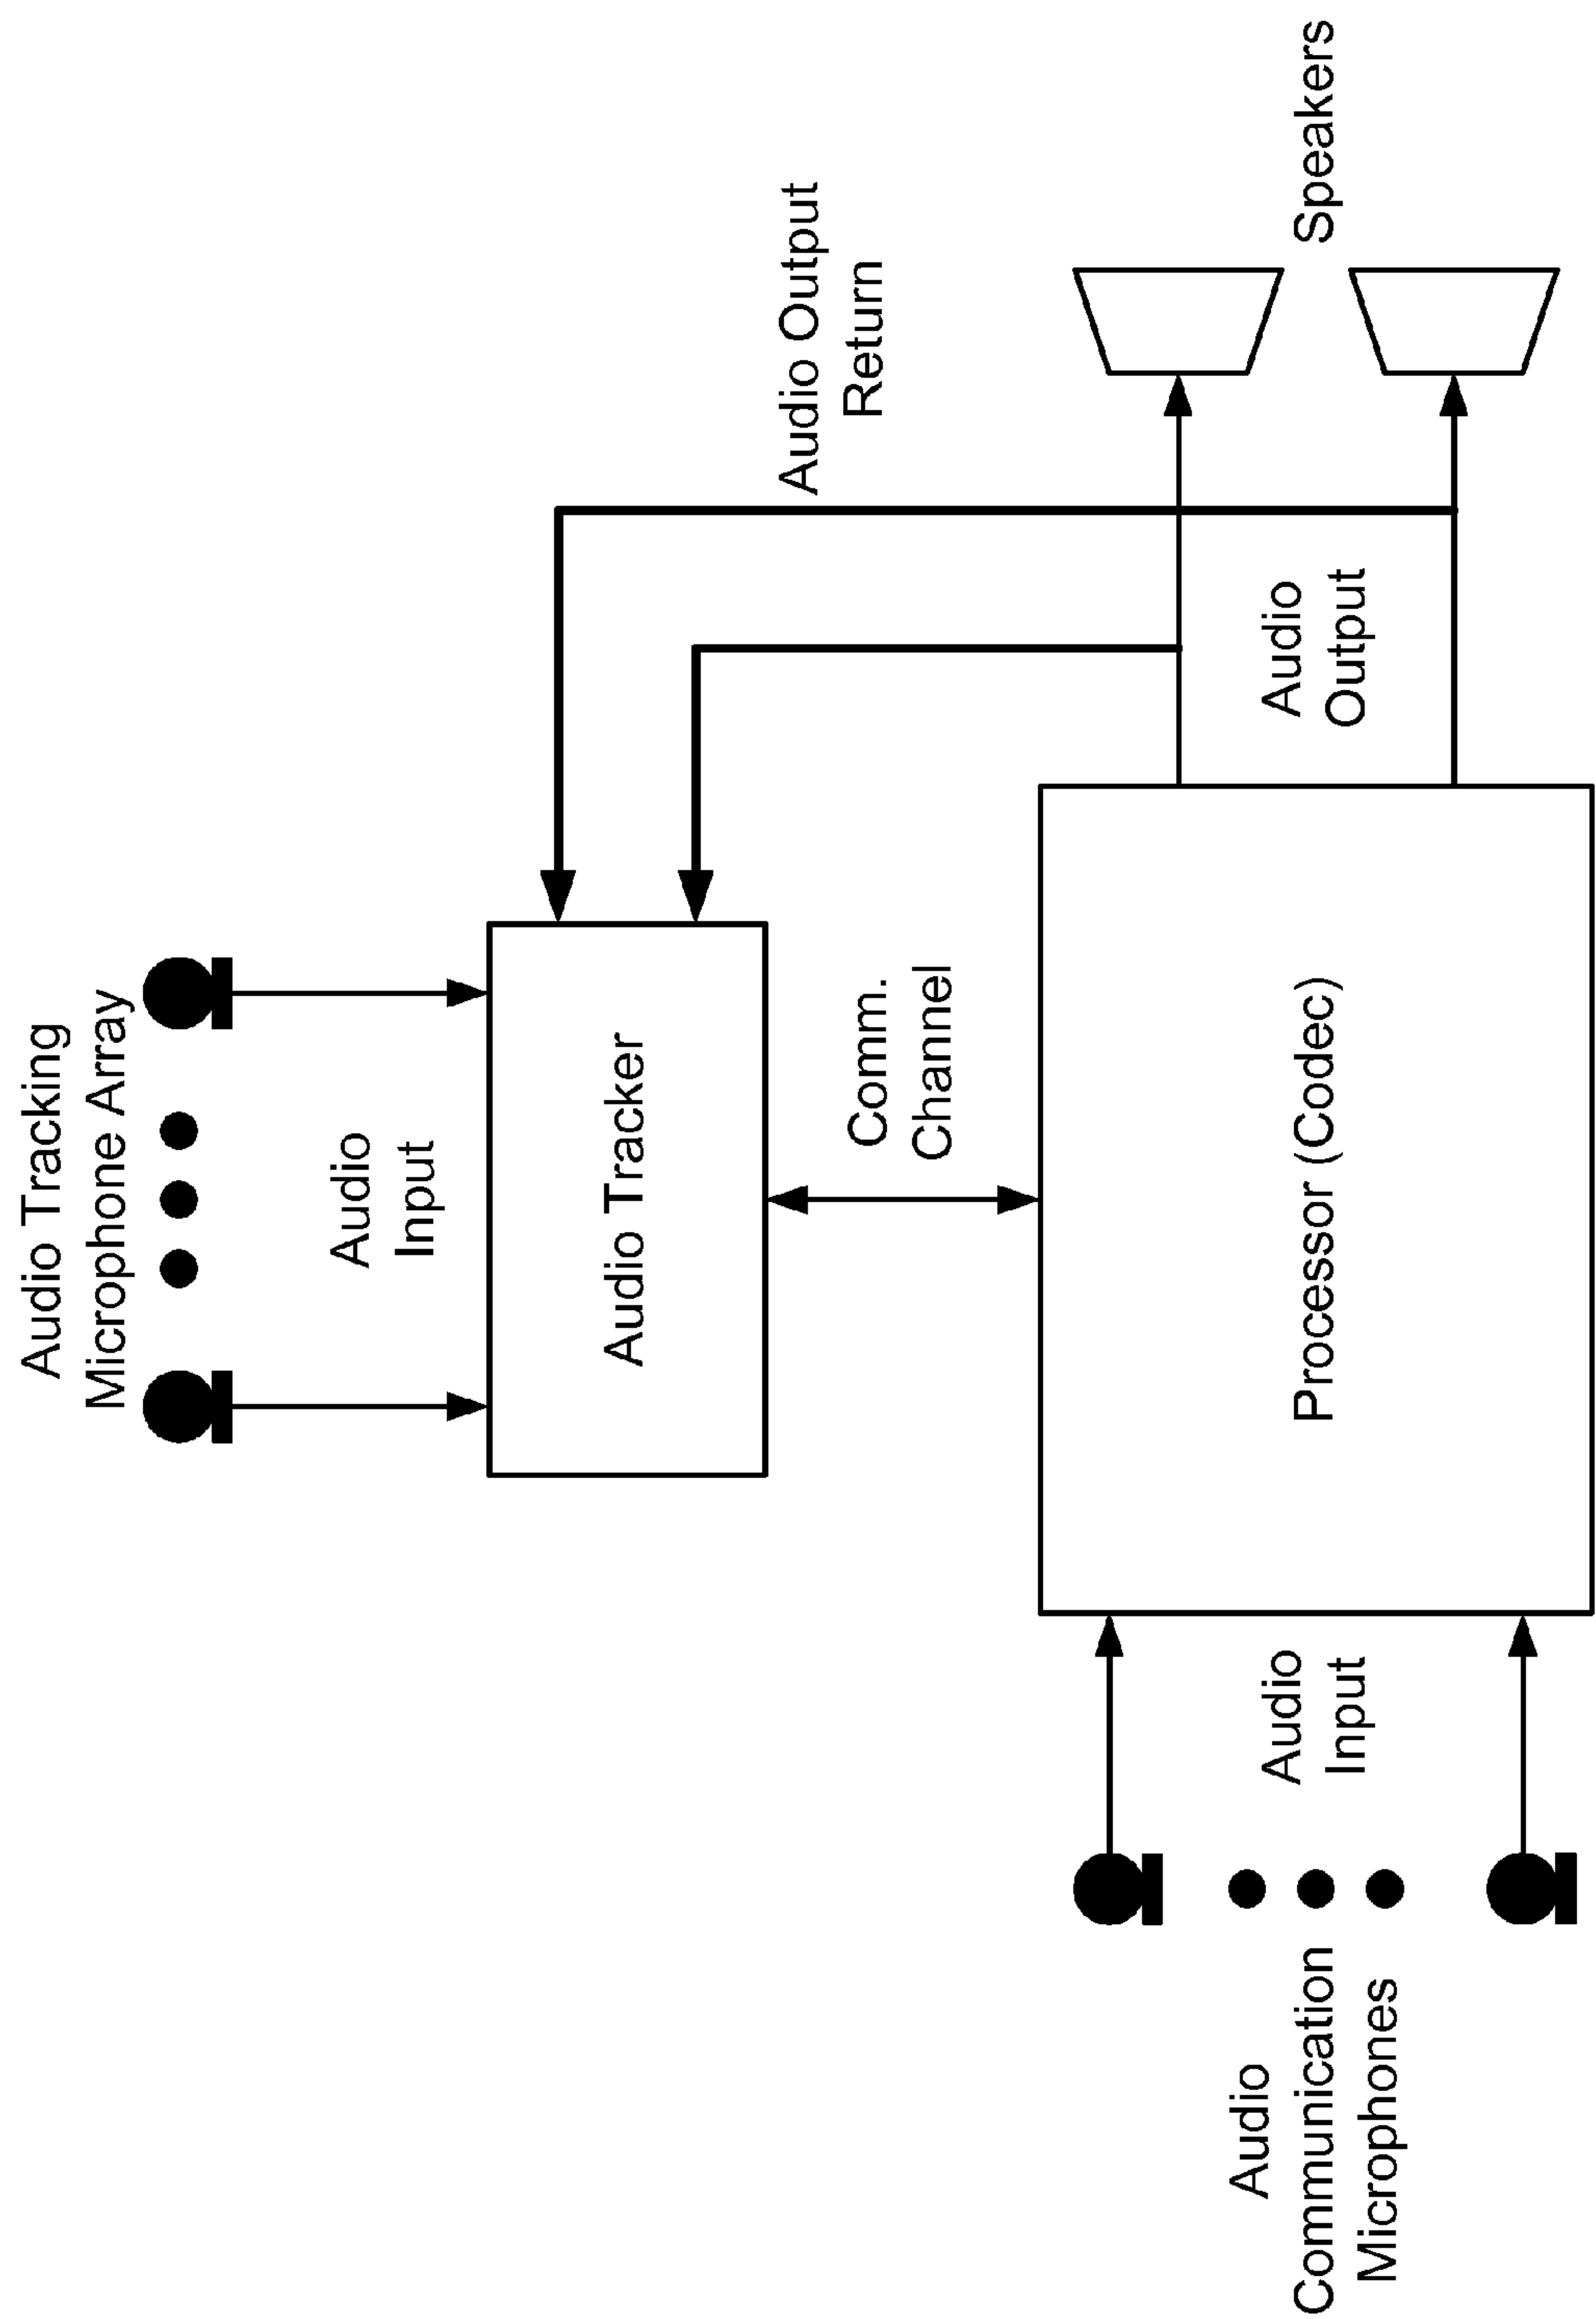 Audio Tracking
Microphone Array
Audio
Input
Audio Tracker
Comm.
Channel
Audio Output
Return
Audio
Communication
Microphones
Audio
Input
Processor (Codec)
Audio
Output
Speakers